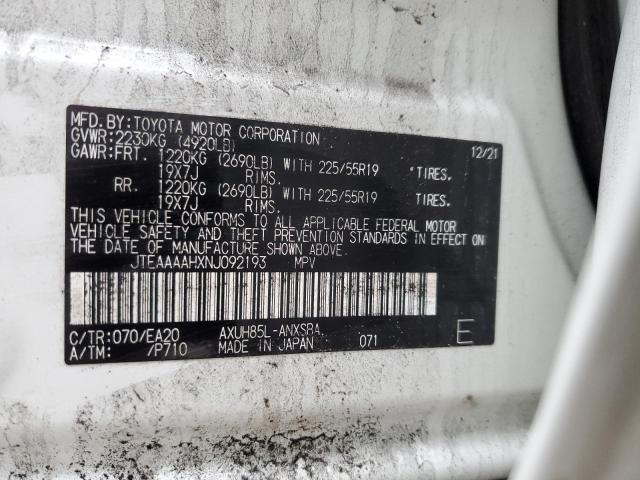 MFD.BY:TOYOTA MOTOR CORPORATION 12/21
GVWR:2230KG (4920LB)
GAWR:FRT. 1220KG (2690LB) WITH 225/55R19 TIRES.
19X7J RIMS.
RR. 1220KG (2690LB) WITH 225/55R19 TIRES.
19X7J RIMS.
THIS VEHICLE CONFORMS TO ALL APPLICABLE FEDERAL MOTOR
VEHICLE SAFETY AND THEFT PREVENTION STANDARDS IN EFFECT ON
THE DATE OF MANUFACTURE SHOWN ABOVE.
JTEAAAAHXNJ092193 MPV
C/TR:070/EA20 AXUH85L-ANXSBA
A/TM: /P710 MADE IN JAPAN 071 E